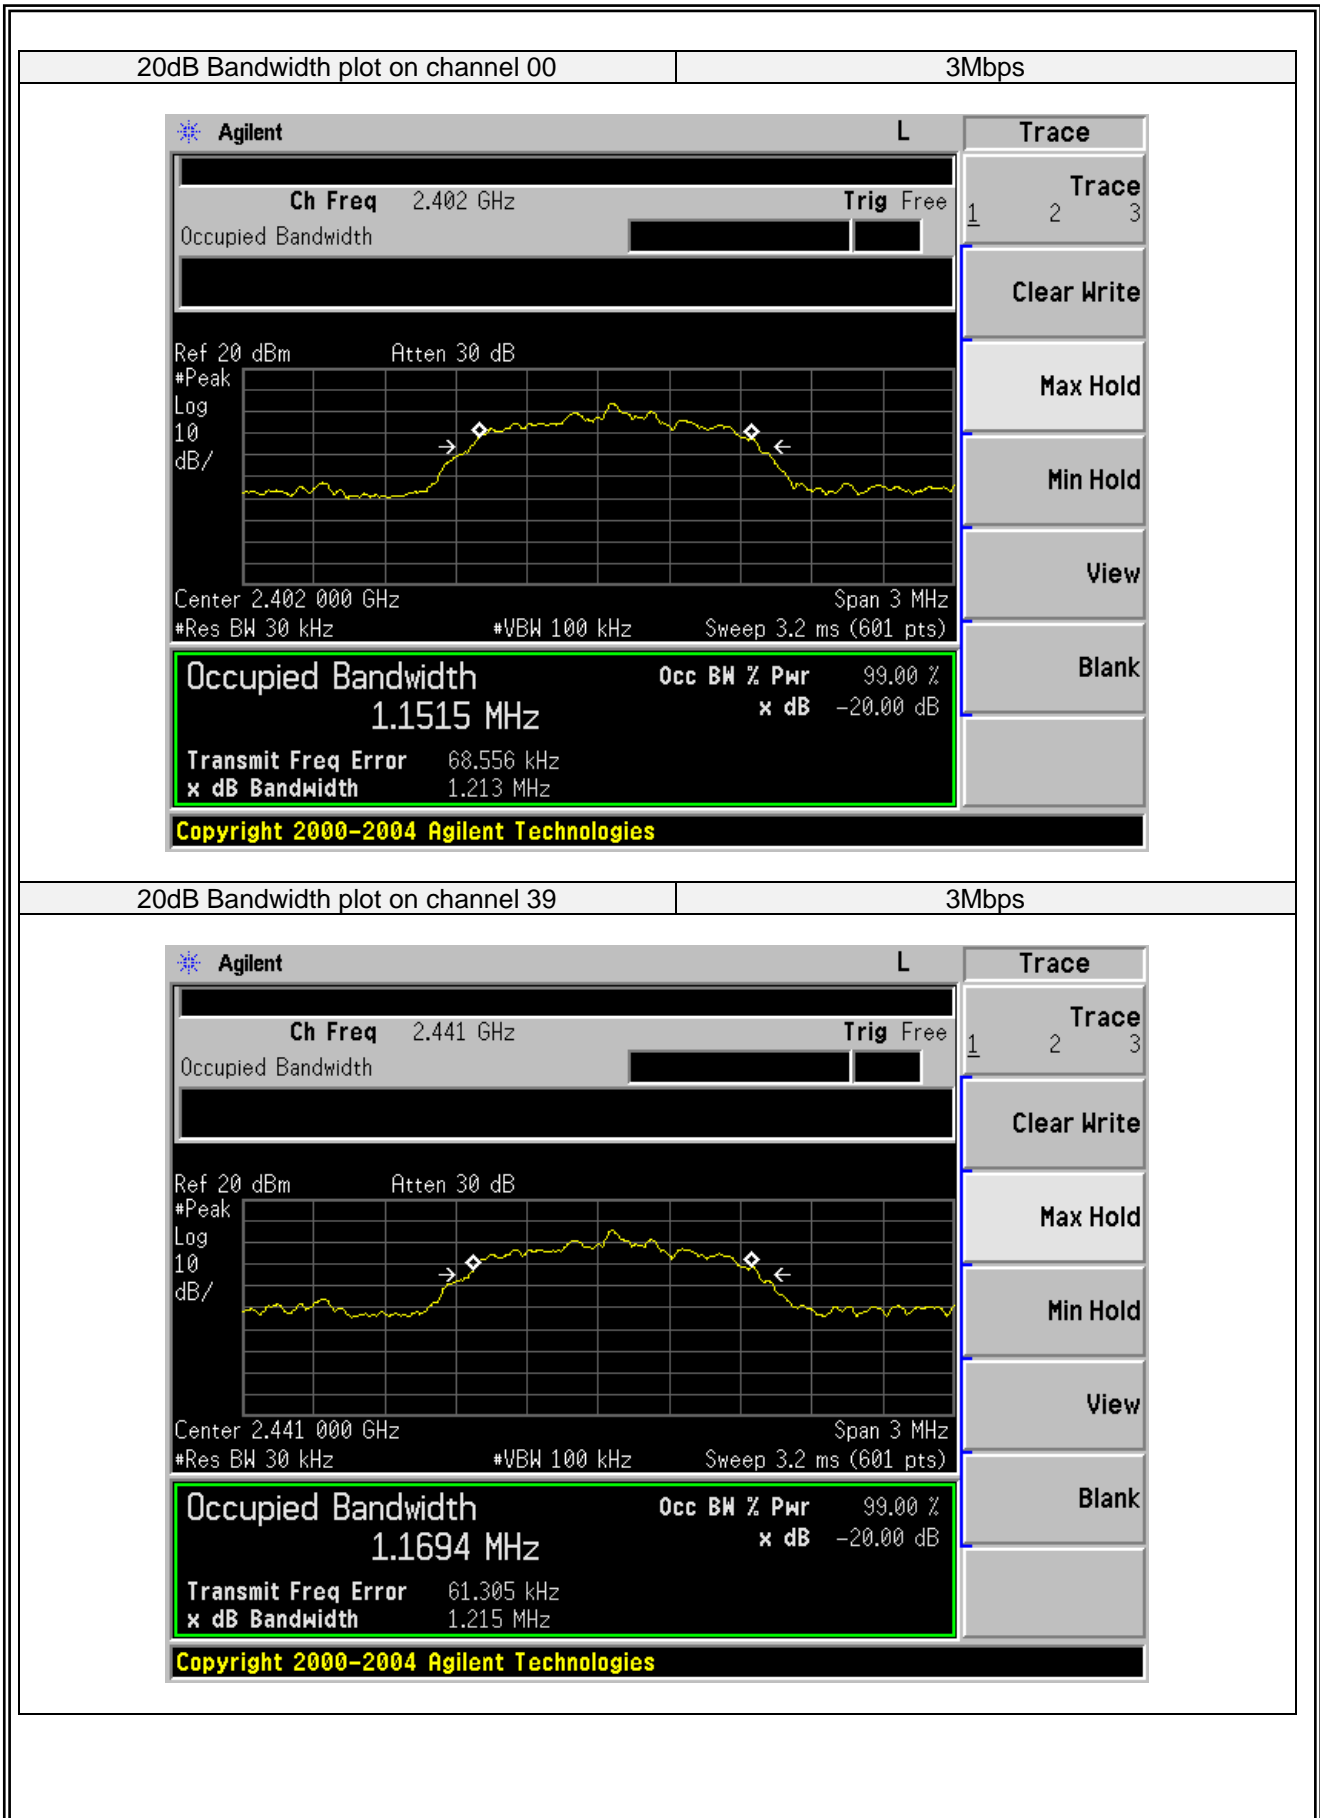 20dB Bandwidth plot on channel 00 3Mbps
Agilent L Trace
Ch Freq 2.402 GHz Trig Free
Occupied Bandwidth
Trace
1 2 3
Clear Write
Max Hold
Min Hold
View
Blank
Ref 20 dBm Atten 30 dB
#Peak
Log
10
dB/
Center 2.402 000 GHz Span 3 MHz
#Res BW 30 kHz #VBW 100 kHz Sweep 3.2 ms (601 pts)
Occupied Bandwidth Occ BW % Pwr 99.00 %
1.1515 MHz x dB -20.00 dB
Transmit Freq Error 68.556 kHz
x dB Bandwidth 1.213 MHz
Copyright 2000-2004 Agilent Technologies
20dB Bandwidth plot on channel 39 3Mbps
Agilent L Trace
Ch Freq 2.441 GHz Trig Free
Occupied Bandwidth
Trace
1 2 3
Clear Write
Max Hold
Min Hold
View
Blank
Ref 20 dBm Atten 30 dB
#Peak
Log
10
dB/
Center 2.441 000 GHz Span 3 MHz
#Res BW 30 kHz #VBW 100 kHz Sweep 3.2 ms (601 pts)
Occupied Bandwidth Occ BW % Pwr 99.00 %
1.1694 MHz x dB -20.00 dB
Transmit Freq Error 61.305 kHz
x dB Bandwidth 1.215 MHz
Copyright 2000-2004 Agilent Technologies